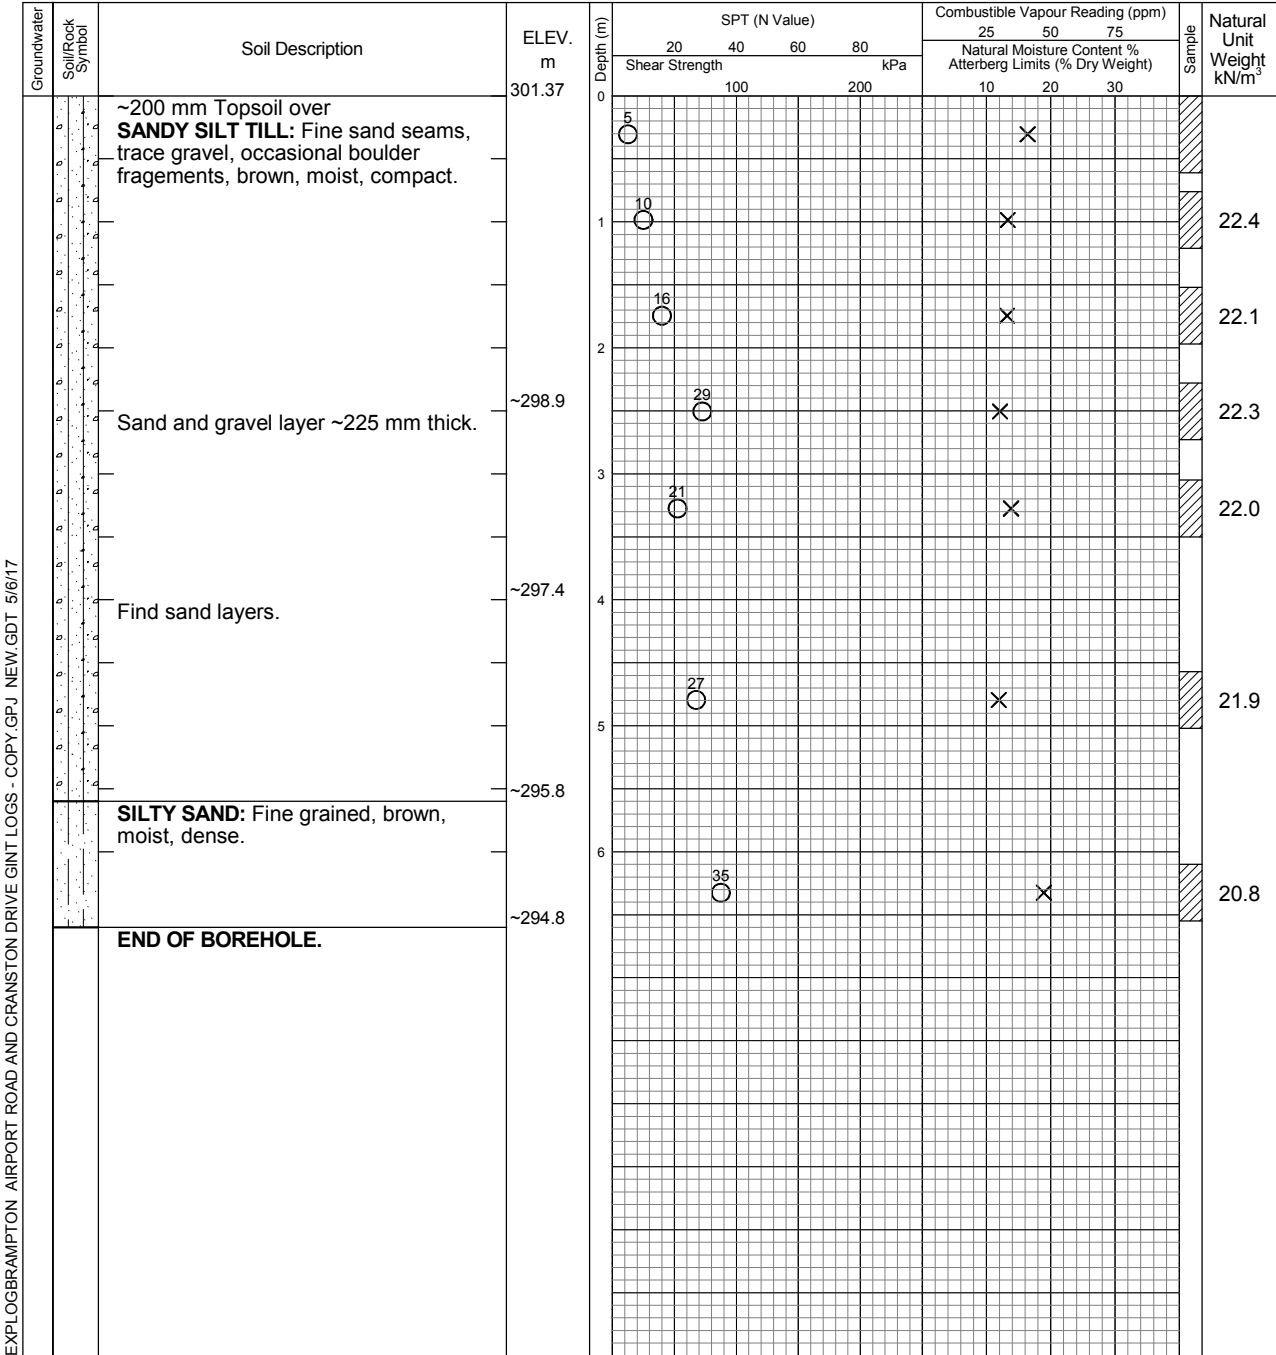 Groundwater
Soil/Rock
Symbol
Soil Description
ELEV.
m
301.37
Depth (m)
SPT (N Value)
20 40 60 80
Shear Strength kPa
100 200
Combustible Vapour Reading (ppm)
25 50 75
Natural Moisture Content %
Atterberg Limits (% Dry Weight)
10 20 30
Sample
Natural
Unit
Weight
kN/m3
0
~200 mm Topsoil over
SANDY SILT TILL: Fine sand seams,
trace gravel, occasional boulder
fragements, brown, moist, compact.
5
10
1
22.4
16
22.1
2
~298.9
29
22.3
Sand and gravel layer ~225 mm thick.
3
21
22.0
~297.4
4
Find sand layers.
27
21.9
5
~295.8
SILTY SAND: Fine grained, brown,
moist, dense.
6
35
20.8
~294.8
END OF BOREHOLE.
EXPLOGBRAMPTON AIRPORT ROAD AND CRANSTON DRIVE GINT LOGS - COPY.GPJ NEW.GDT 5/6/17